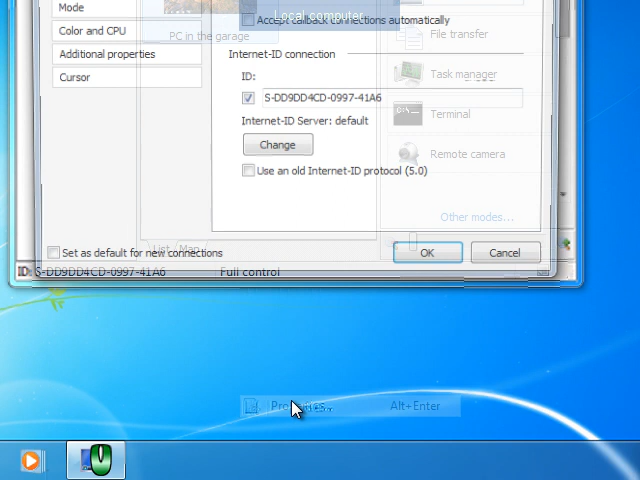 Mode
Local computer
Accept callback connections automatically
Color and CPU
PC in the garage
File transfer
Additional properties
Internet-ID connection
Cursor
ID:
Task manager
S-DD9DD4CD-0997-41A6
Internet-ID Server: default
Terminal
Change
Remote camera
Use an old Internet-ID protocol (5.0)
Other modes...
List Map
Set as default for new connections
OK
Cancel
ID: S-DD9DD4CD-0997-41A6
Full control
Properties...
Alt+Enter